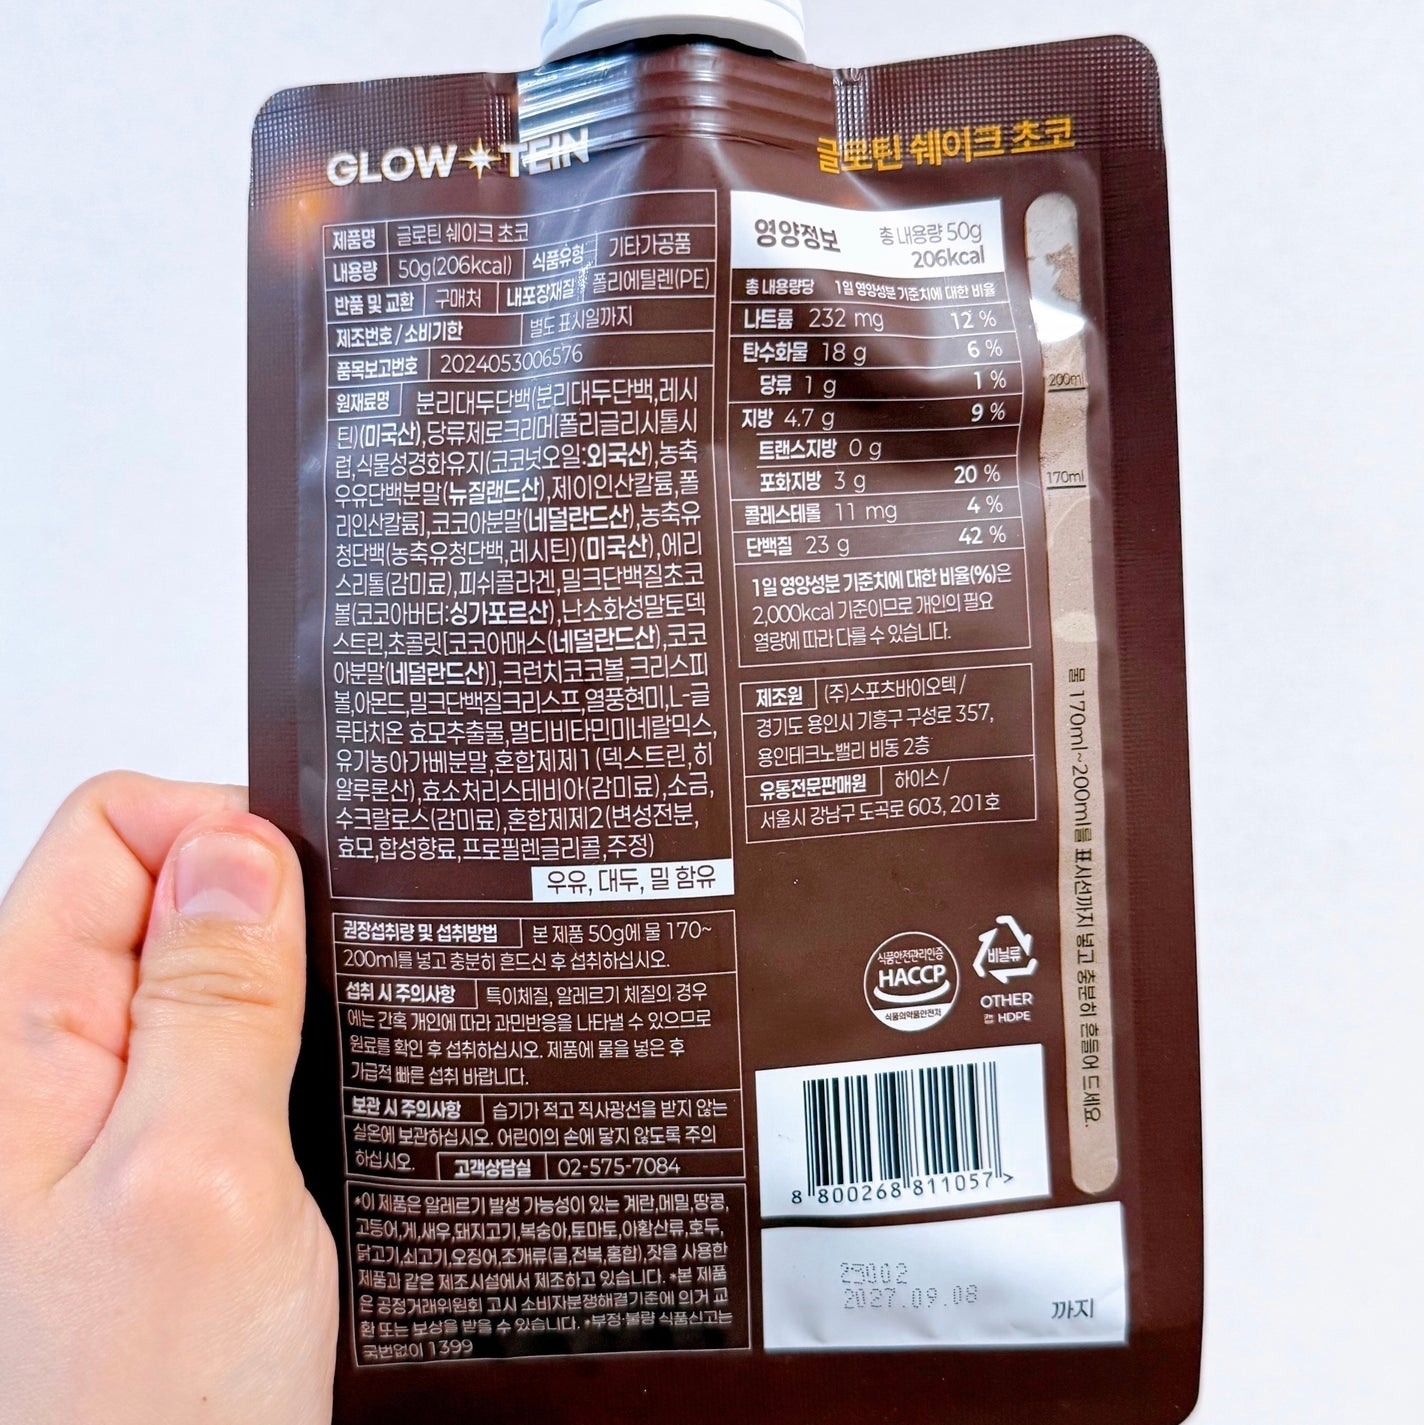 GLOW TEIN
글로틴 쉐이크 초코
제품명 글로틴 쉐이크 초코
내용량 50g(206kcal) 식품유형 기타가공품
반품 및 교환 구매처 내포장재질 폴리에틸렌(PE)
제조번호 / 소비기한 별도 표시일까지
품목보고번호 2024053006576
원재료명 분리대두단백(분리대두단백,레시
틴)(미국산),당류제로크리머[폴리글리시톨시
럽,식물성경화유지(코코넛오일:외국산),농축
우유단백분말(뉴질랜드산),제이인산칼륨,폴
리인산칼륨],코코아분말(네덜란드산),농축유
청단백(농축유청단백,레시틴)(미국산),에리
스리톨(감미료),피쉬콜라겐,밀크단백질초코
볼(코코아버터:싱가포르산),난소화성말토덱
스트린,초콜릿[코코아매스(네덜란드산),코코
아분말(네덜란드산)],크런치코코볼,크리스피
볼,아몬드,밀크단백질크리스프,열풍현미,L-글
루타치온 효모추출물,멀티비타민미네랄믹스,
유기농아가베분말,혼합제제1(덱스트린,히
알루론산),효소처리스테비아(감미료),소금,
수크랄로스(감미료),혼합제제2(변성전분,
효모,합성향료,프로필렌글리콜,주정)
우유, 대두, 밀 함유
권장섭취량 및 섭취방법 본 제품 50g에 물 170~
200ml를 넣고 충분히 흔드신 후 섭취하십시오.
섭취 시 주의사항 특이체질, 알레르기 체질의 경우
에는 간혹 개인에 따라 과민반응을 나타낼 수 있으므로
원료를 확인 후 섭취하십시오. 제품에 물을 넣은 후
가급적 빠른 섭취 바랍니다.
보관 시 주의사항 습기가 적고 직사광선을 받지 않는
실온에 보관하십시오. 어린이의 손에 닿지 않도록 주의
하십시오. 고객상담실 02-575-7084
*이 제품은 알레르기 발생 가능성이 있는 계란,메밀,땅콩,
고등어,게,새우,돼지고기,복숭아,토마토,아황산류,호두,
닭고기,쇠고기,오징어,조개류(굴,전복,홍합),잣을 사용한
제품과 같은 제조시설에서 제조하고 있습니다. *본 제품
은 공정거래위원회 고시 소비자분쟁해결기준에 의거 교
환 또는 보상을 받을 수 있습니다. *부정·불량 식품신고는
국번없이 1399
영양정보 총 내용량 50g
206kcal
총 내용량당 1일 영양성분 기준치에 대한 비율
나트륨 232 mg 12 %
탄수화물 18 g 6 %
당류 1 g 1 %
지방 4.7 g 9 %
트랜스지방 0 g
포화지방 3 g 20 %
콜레스테롤 11 mg 4 %
단백질 23 g 42 %
1일 영양성분 기준치에 대한 비율(%)은
2,000kcal 기준이므로 개인의 필요
열량에 따라 다를 수 있습니다.
제조원 (주)스포츠바이오텍 /
경기도 용인시 기흥구 구성로 357,
용인테크노밸리 비동 2층
유통전문판매원 하이스 /
서울시 강남구 도곡로 603, 201호
식품안전관리인증
HACCP
식품의약품안전처
비닐류
OTHER
캡 HDPE
8 800268 811057 >
25002
2027.09.08
까지
200ml
170ml
물 170ml~200ml를 표시선까지 넣고 충분히 흔들어 드세요.